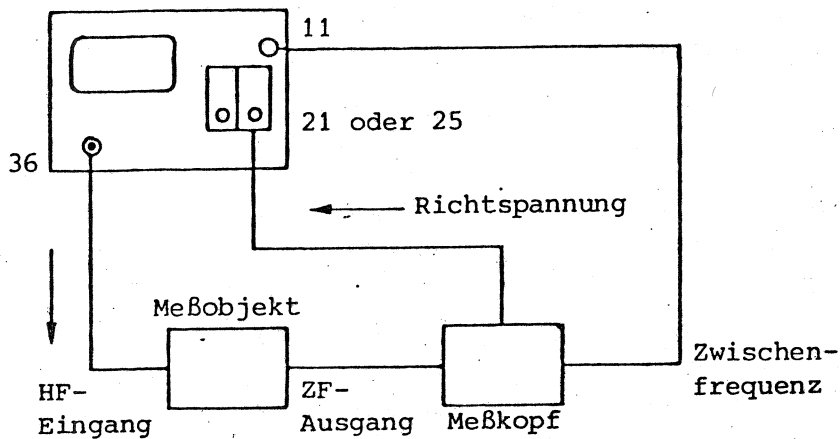 11
21 oder 25
36
Richtspannung
Meßobjekt
HF-
Eingang
ZF-
Ausgang
Meßkopf
Zwischen-
frequenz